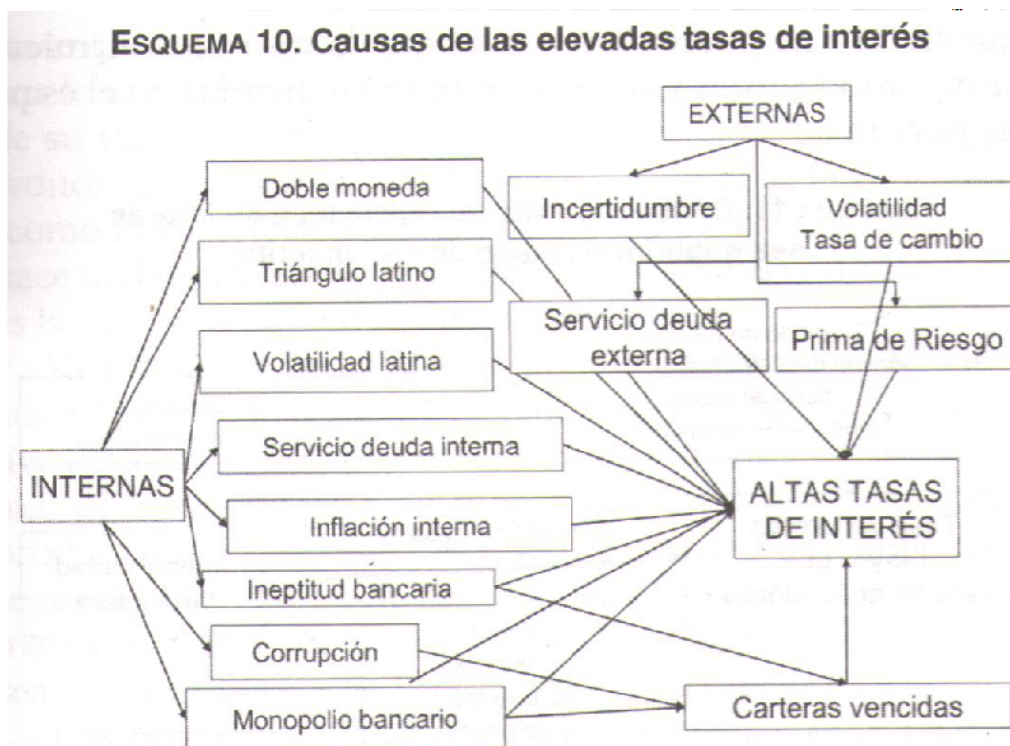 ESQUEMA 10. Causas de las elevadas tasas de interés
EXTERNAS
Doble moneda
Incertidumbre
Volatilidad
Tasa de cambio
Triángulo latino
Servicio deuda
externa
Prima de Riesgo
Volatilidad latina
Servicio deuda interna
INTERNAS
ALTAS TASAS
DE INTERÉS
Inflación interna
Ineptitud bancaria
Corrupción
Monopolio bancario
Carteras vencidas